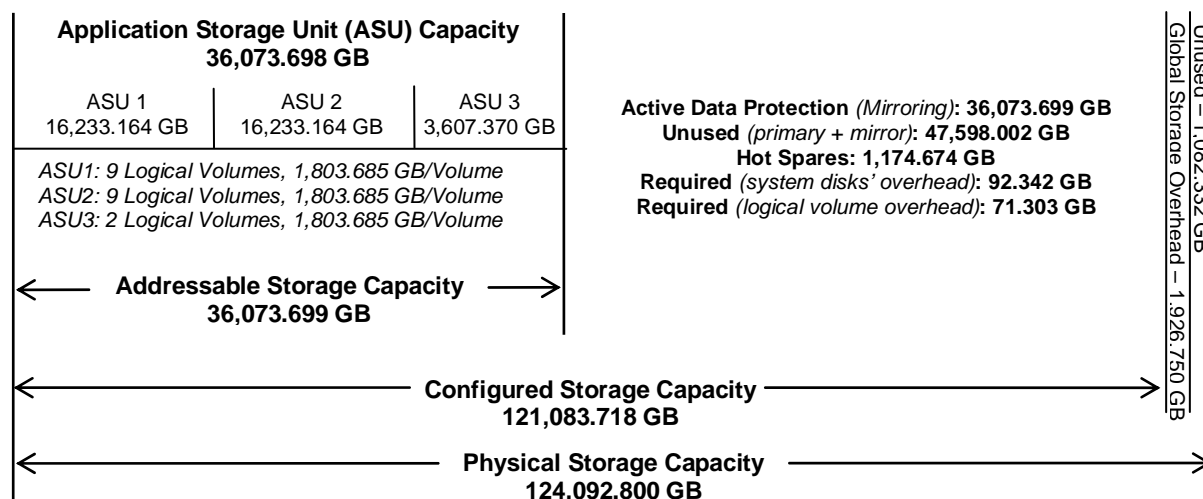 Application Storage Unit (ASU) Capacity
36,073.698 GB
ASU 1
16,233.164 GB
ASU 2
16,233.164 GB
ASU 3
3,607.370 GB
ASU1: 9 Logical Volumes, 1,803.685 GB/Volume
ASU2: 9 Logical Volumes, 1,803.685 GB/Volume
ASU3: 2 Logical Volumes, 1,803.685 GB/Volume
Addressable Storage Capacity
36,073.699 GB
Active Data Protection (Mirroring): 36,073.699 GB
Unused (primary + mirror): 47,598.002 GB
Hot Spares: 1,174.674 GB
Required (system disks' overhead): 92.342 GB
Required (logical volume overhead): 71.303 GB
Configured Storage Capacity
121,083.718 GB
Physical Storage Capacity
124,092.800 GB
Unused – 1,082.332 GB
Global Storage Overhead – 1,926.750 GB